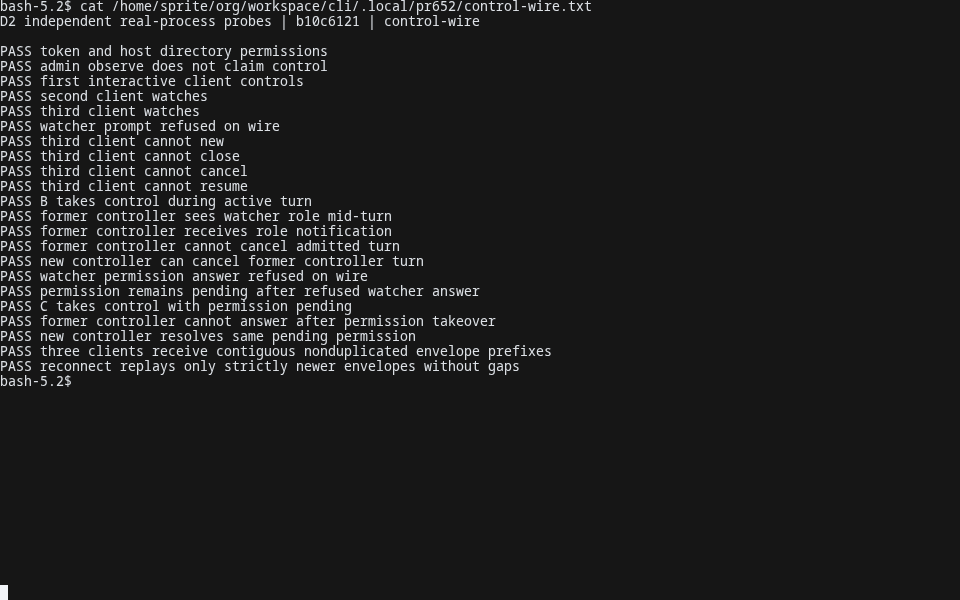 bash-5.2$ cat /home/sprite/org/workspace/cli/.local/pr652/control-wire.txt
D2 independent real-process probes | b10c6121 | control-wire
PASS token and host directory permissions
PASS admin observe does not claim control
PASS first interactive client controls
PASS second client watches
PASS third client watches
PASS watcher prompt refused on wire
PASS third client cannot new
PASS third client cannot close
PASS third client cannot cancel
PASS third client cannot resume
PASS B takes control during active turn
PASS former controller sees watcher role mid-turn
PASS former controller receives role notification
PASS former controller cannot cancel admitted turn
PASS new controller can cancel former controller turn
PASS watcher permission answer refused on wire
PASS permission remains pending after refused watcher answer
PASS C takes control with permission pending
PASS former controller cannot answer after permission takeover
PASS new controller resolves same pending permission
PASS three clients receive contiguous nonduplicated envelope prefixes
PASS reconnect replays only strictly newer envelopes without gaps
bash-5.2$